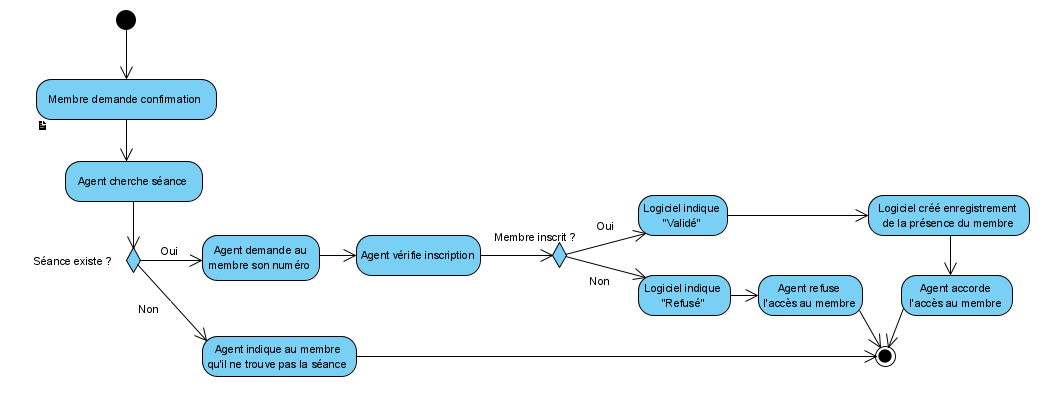 Membre demande confirmation
Agent cherche séance
Séance existe ?
Oui
Non
Agent demande au
membre son numéro
Agent vérifie inscription
Membre inscrit ?
Oui
Non
Logiciel indique
"Validé"
Logiciel créé enregistrement
de la présence du membre
Logiciel indique
"Refusé"
Agent refuse
l'accès au membre
Agent accorde
l'accès au membre
Agent indique au membre
qu'il ne trouve pas la séance